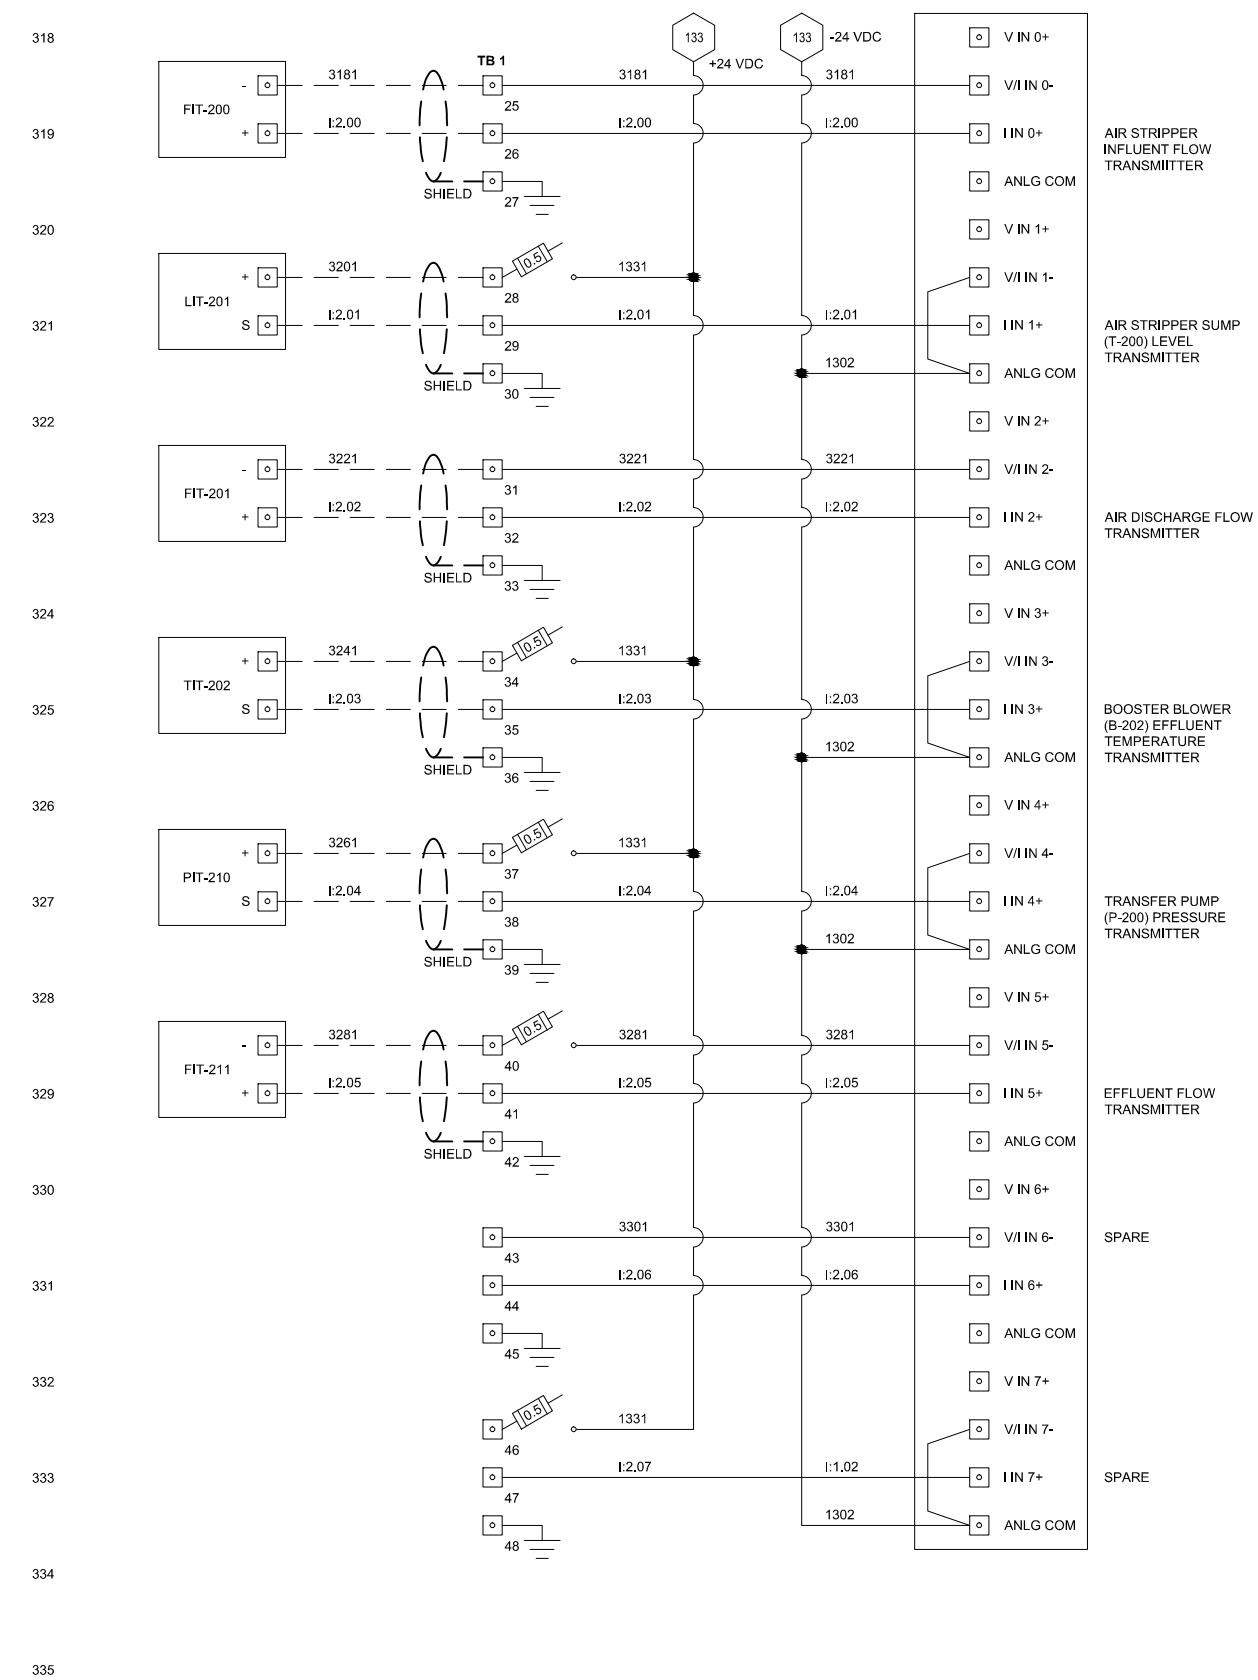 318
133
133
-24 VDC
V IN 0+
TB 1
+24 VDC
3181
3181
3181
-
V/I IN 0-
FIT-200
25
319
+
I:2.00
I:2.00
I:2.00
I IN 0+
AIR STRIPPER
INFLUENT FLOW
TRANSMIITTER
26
SHIELD
27
ANLG COM
320
V IN 1+
3201
0.5
1331
+
V/I IN 1-
LIT-201
28
321
S
I:2.01
I:2.01
I:2.01
I IN 1+
AIR STRIPPER SUMP
(T-200) LEVEL
TRANSMITTER
29
1302
SHIELD
30
ANLG COM
322
V IN 2+
3221
3221
3221
-
V/I IN 2-
FIT-201
31
323
+
I:2.02
I:2.02
I:2.02
I IN 2+
AIR DISCHARGE FLOW
TRANSMITTER
32
SHIELD
33
ANLG COM
324
V IN 3+
3241
0.5
1331
+
V/I IN 3-
TIT-202
34
325
S
I:2.03
I:2.03
I:2.03
I IN 3+
BOOSTER BLOWER
(B-202) EFFLUENT
TEMPERATURE
TRANSMITTER
35
1302
SHIELD
36
ANLG COM
326
V IN 4+
3261
0.5
1331
+
V/I IN 4-
PIT-210
37
327
S
I:2.04
I:2.04
I:2.04
I IN 4+
TRANSFER PUMP
(P-200) PRESSURE
TRANSMITTER
38
1302
SHIELD
39
ANLG COM
328
V IN 5+
3281
0.5
3281
3281
-
V/I IN 5-
FIT-211
40
329
+
I:2.05
I:2.05
I:2.05
I IN 5+
EFFLUENT FLOW
TRANSMITTER
41
SHIELD
42
ANLG COM
330
V IN 6+
3301
3301
V/I IN 6-
SPARE
43
331
I:2.06
I:2.06
I IN 6+
44
45
ANLG COM
332
V IN 7+
0.5
1331
V/I IN 7-
46
333
I:2.07
I:1.02
I IN 7+
SPARE
47
1302
48
ANLG COM
334
335